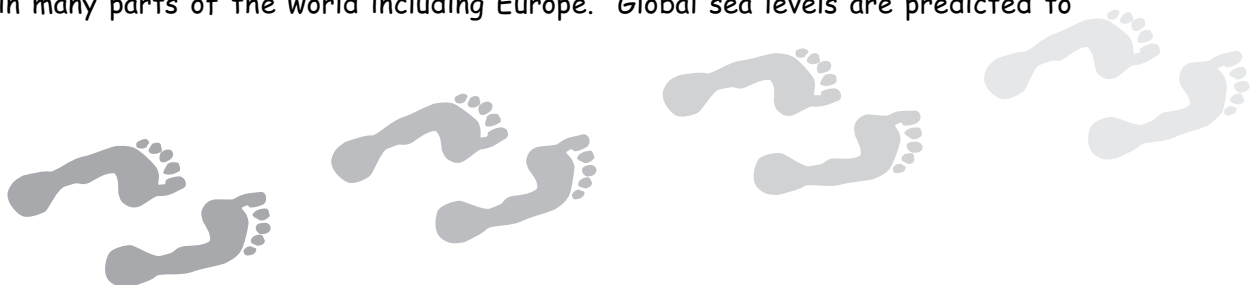 in many parts of the world including Europe.  Global sea levels are predicted to